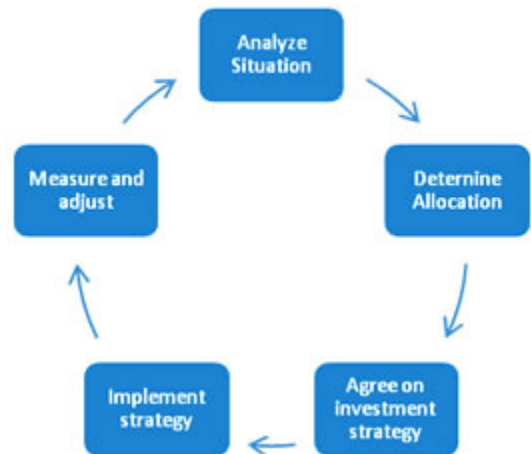 Analyze
Situation
Deternine
Allocation
Agree on
investment
strategy
Implement
strategy
Measure and
adjust